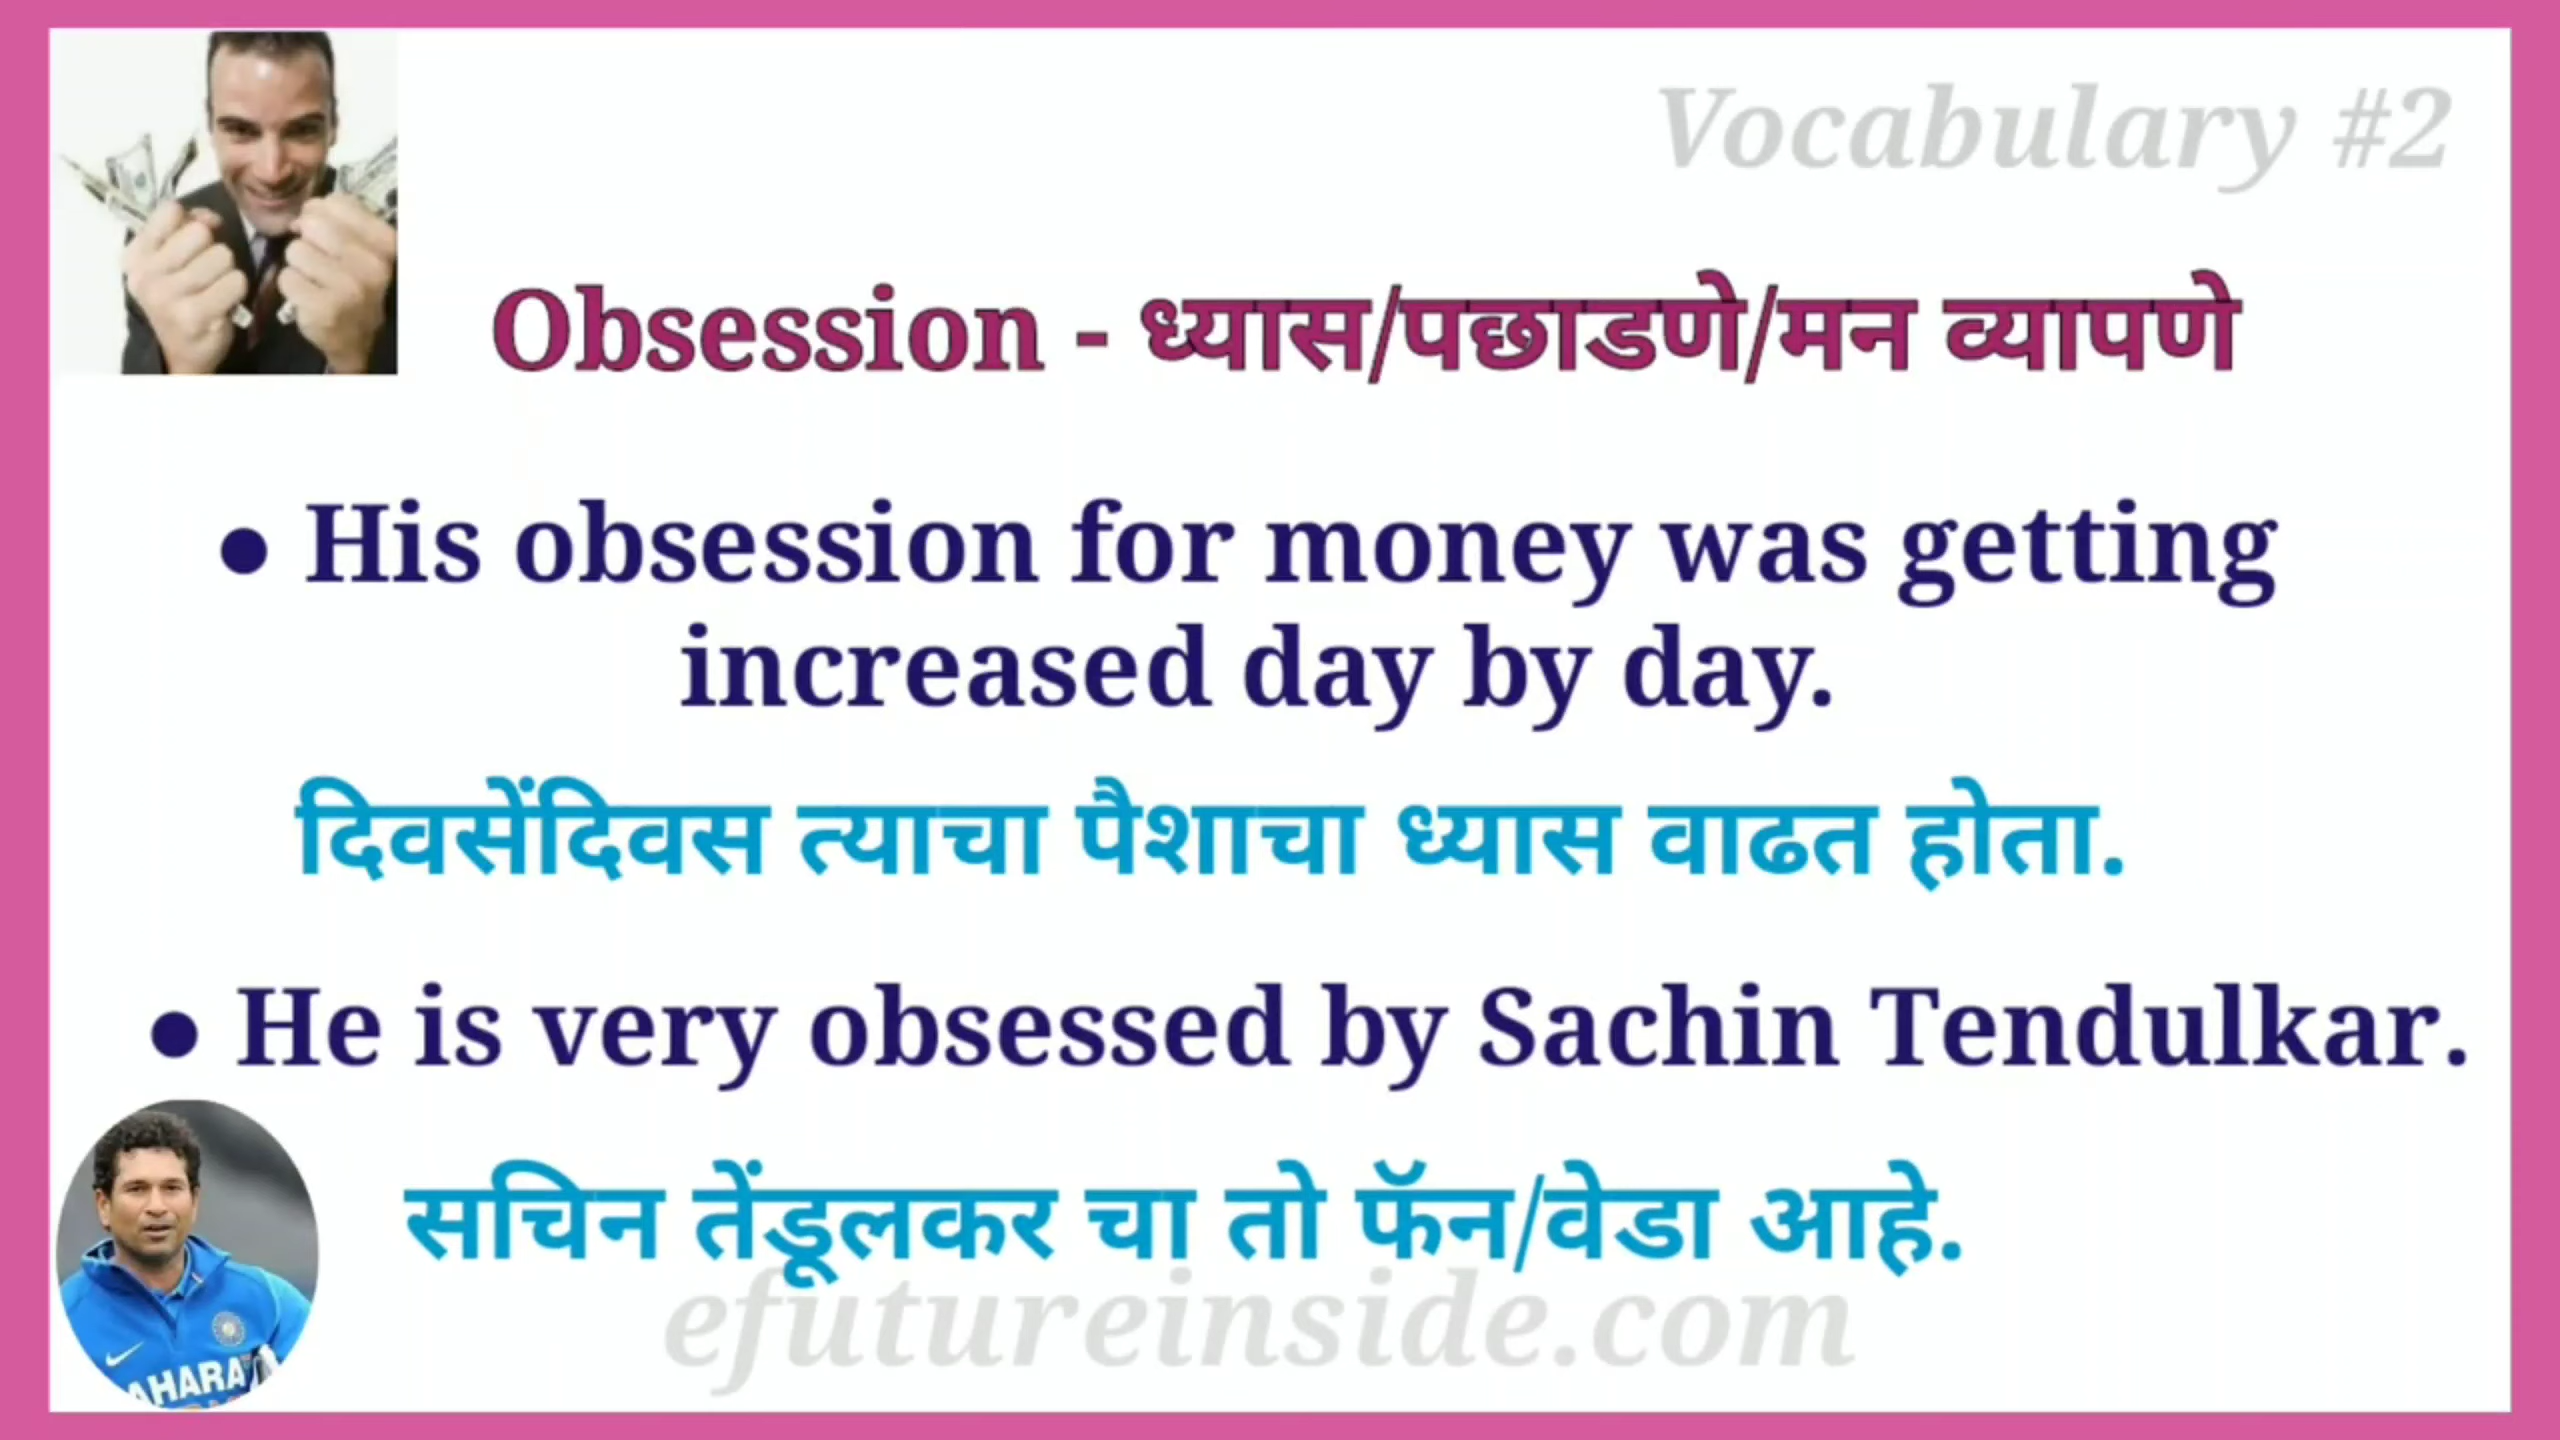 Vocabulary #2
Obsession - ध्यास/पछाडणे/मन व्यापणे
● His obsession for money was getting
increased day by day.
दिवसेंदिवस त्याचा पैशाचा ध्यास वाढत होता.
● He is very obsessed by Sachin Tendulkar.
सचिन तेंडूलकर चा तो फॅन/वेडा आहे.
efutureinside.com
AHARA